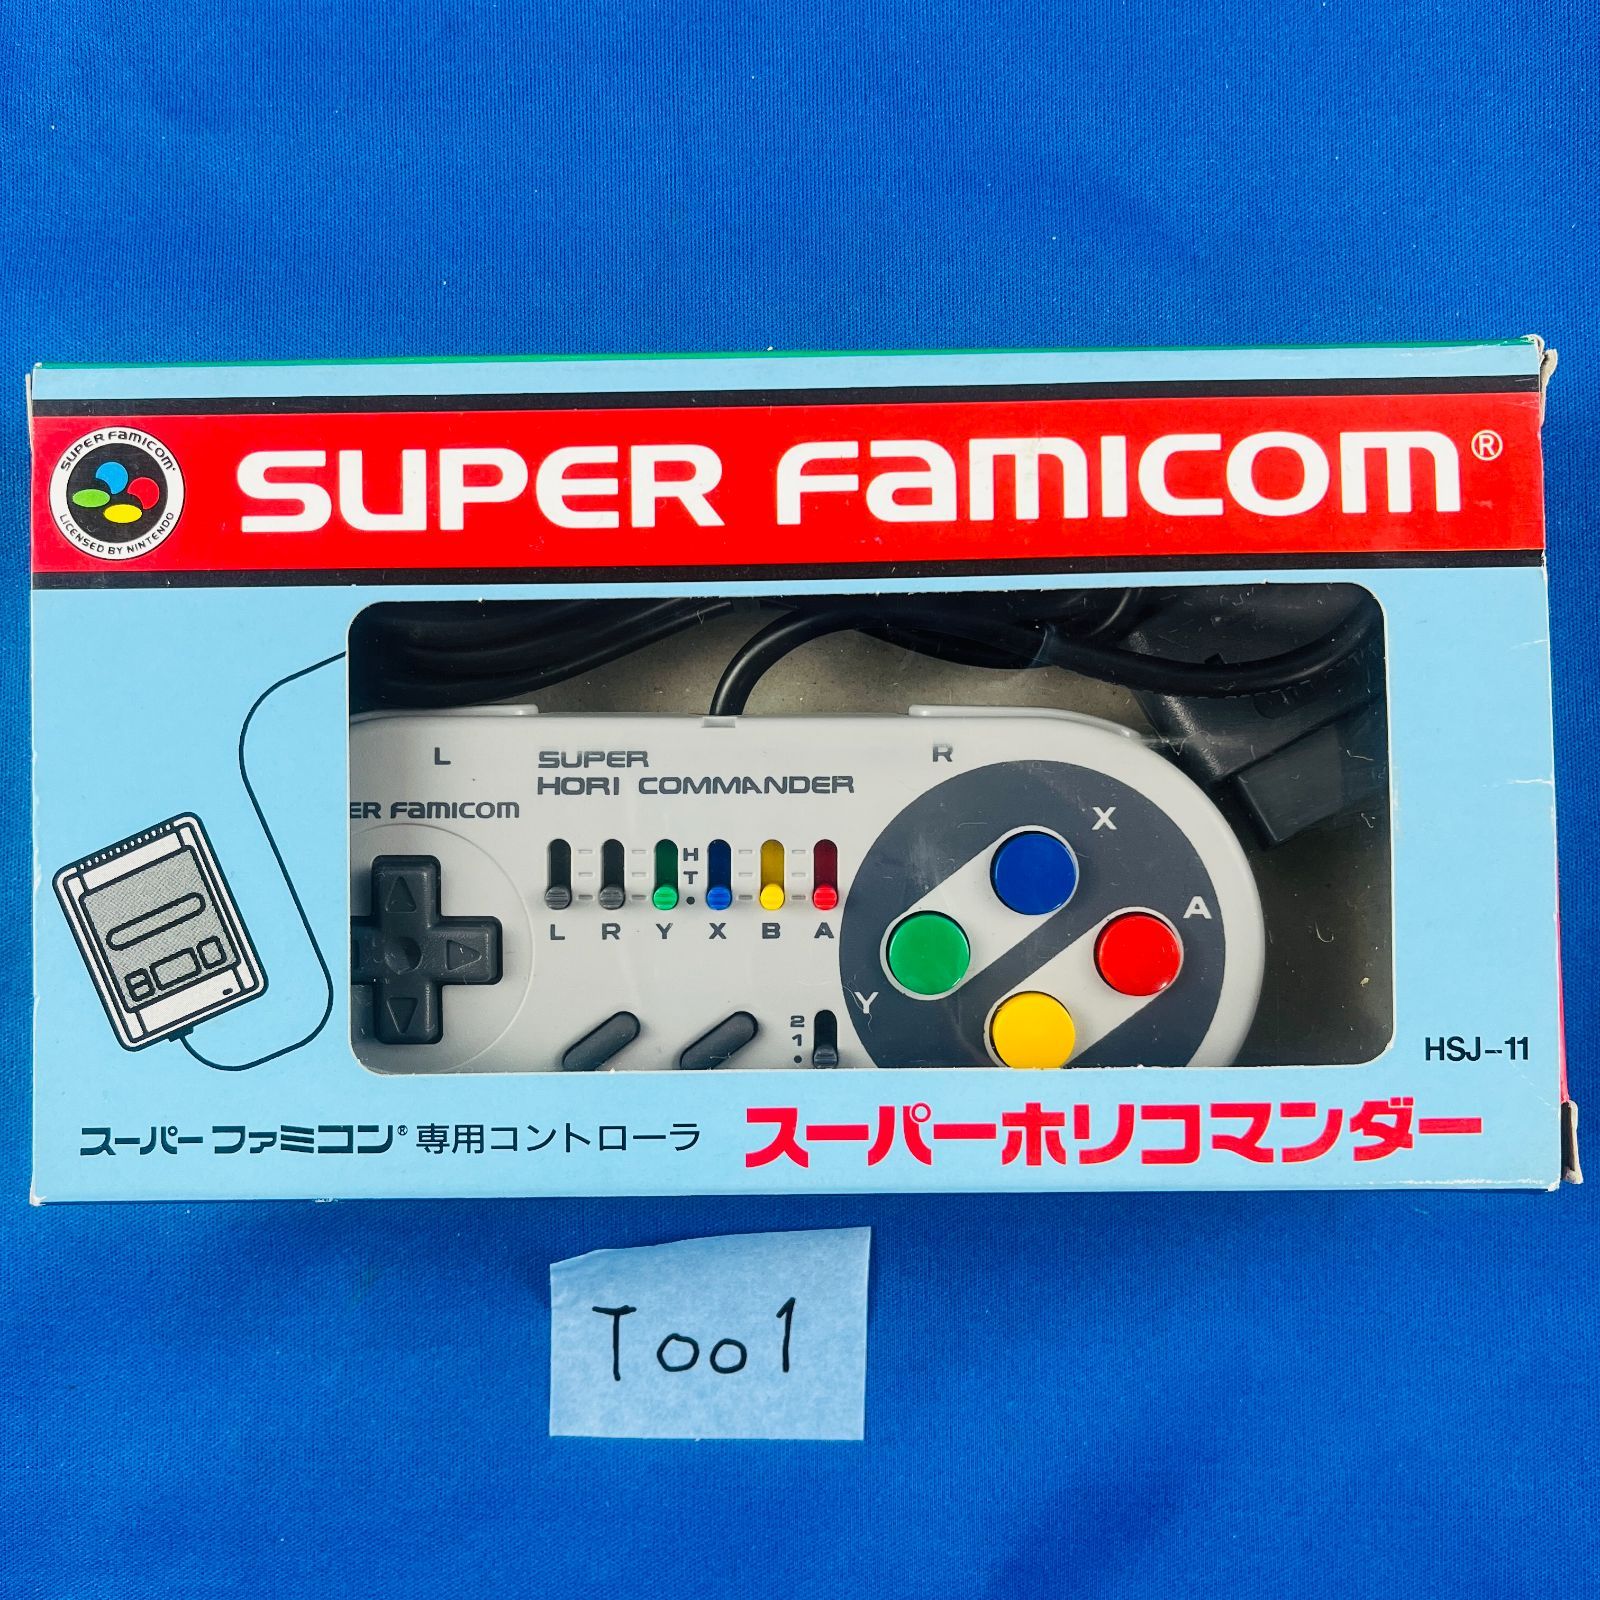 SUPER FAMICOM®
SUPER FAMICOM®
LICENSED BY NINTENDO
L
SUPER
HORI COMMANDER
R
ER FAMICOM
X
H
T
A
L R Y X B A
Y
2
1
HSJ-11
スーパーファミコン®専用コントローラ
スーパーホリコマンダー
Too1